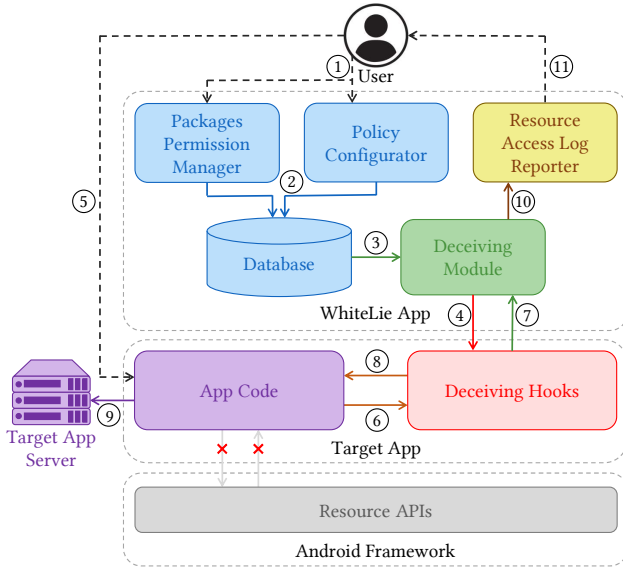 1
User
11
Packages
Permission
Manager
Policy
Configurator
Resource
Access Log
Reporter
2
5
10
3
Database
Deceiving
Module
WhiteLie App
4
7
8
App Code
Deceiving Hooks
6
9
Target App
Server
Target App
Resource APIs
Android Framework